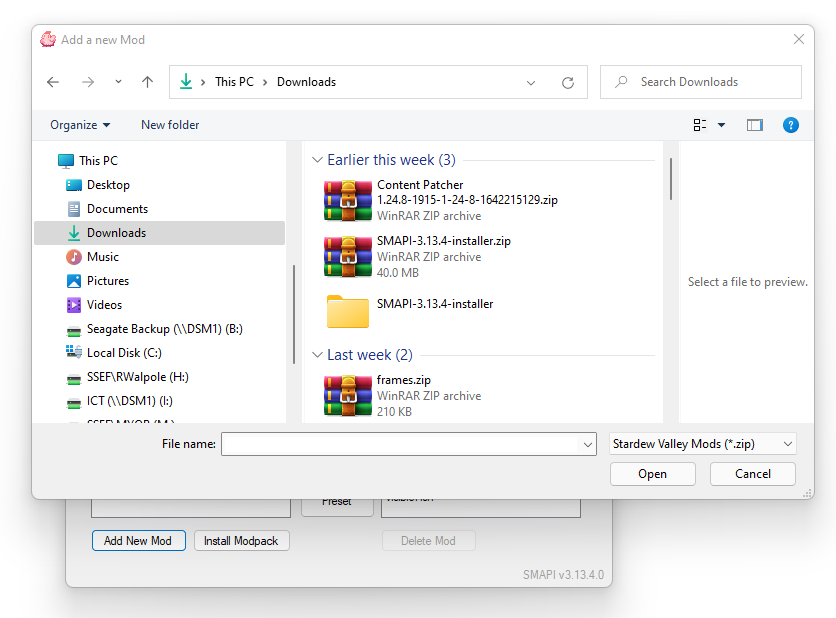 Add a new Mod
This PC
Downloads
Search Downloads
Organize
New folder
?
This PC
Desktop
Documents
Downloads
Music
Pictures
Videos
Seagate Backup (\\DSM1) (B:)
Local Disk (C:)
SSEF\RWalpole (H:)
ICT (\\DSM1) (I:)
Earlier this week (3)
Content Patcher
1.24.8-1915-1-24-8-1642215129.zip
WinRAR ZIP archive
SMAPI-3.13.4-installer.zip
WinRAR ZIP archive
40.0 MB
SMAPI-3.13.4-installer
Last week (2)
frames.zip
WinRAR ZIP archive
210 KB
Select a file to preview.
File name:
Stardew Valley Mods (*.zip)
Open
Cancel
Preset
Add New Mod
Install Modpack
Delete Mod
SMAPI v3.13.4.0